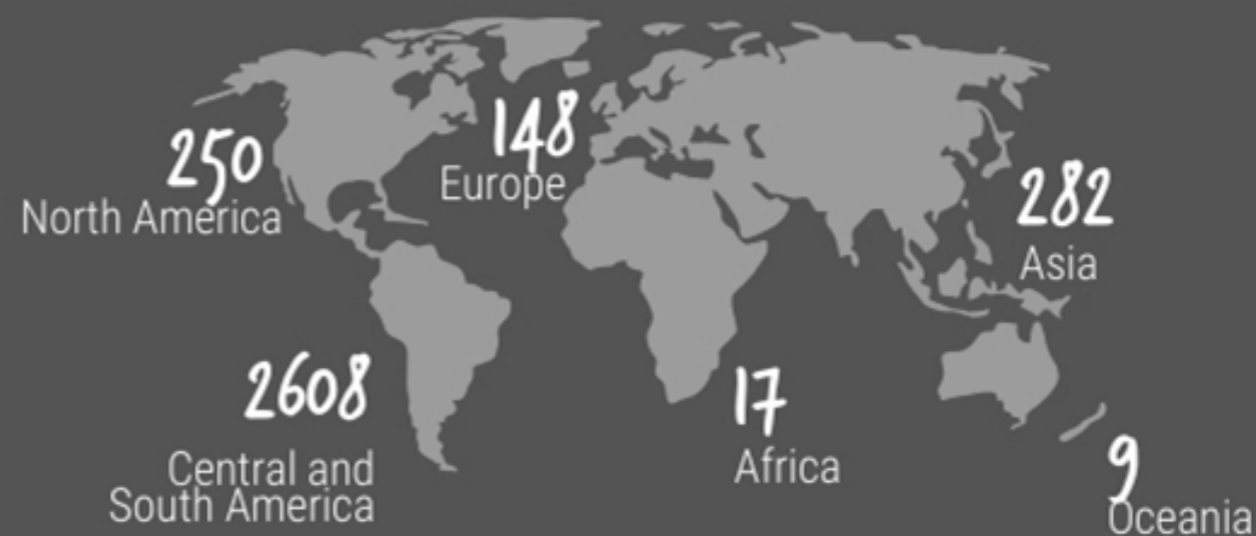 148
Europe
250
North America
282
Asia
2608
Central and
South America
17
Africa
9
Oceania